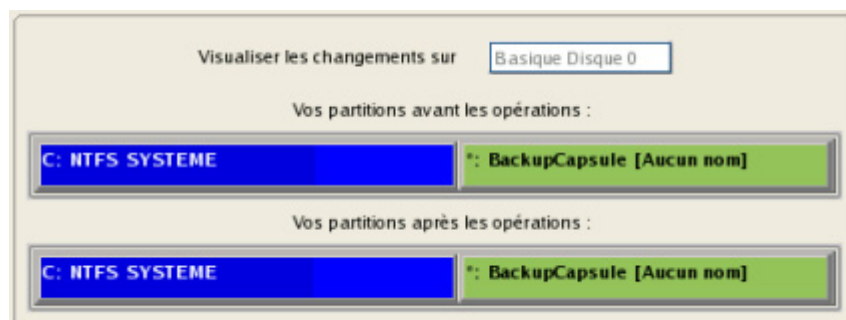 Visualiser les changements sur Basique Disque 0
Vos partitions avant les opérations :
C: NTFS SYSTEME *: BackupCapsule [Aucun nom]
Vos partitions après les opérations :
C: NTFS SYSTEME *: BackupCapsule [Aucun nom]